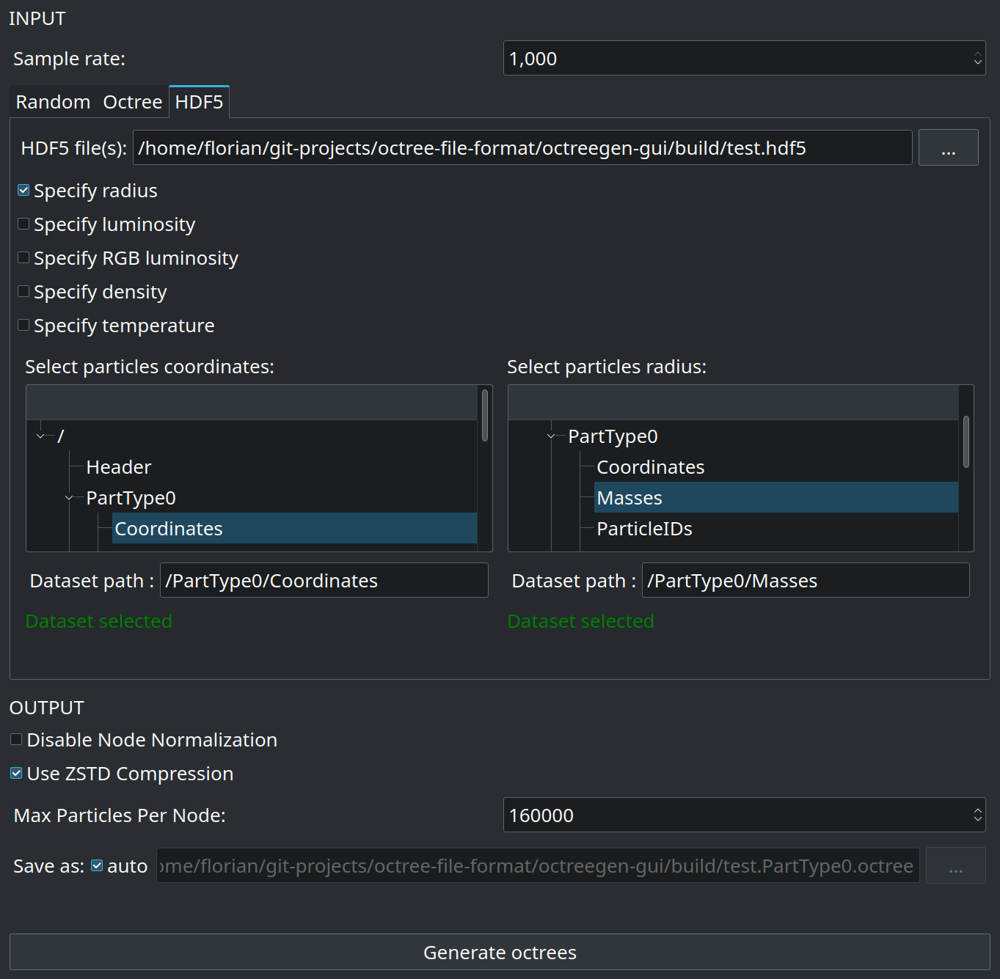 INPUT
Sample rate: 1,000
Random Octree HDF5
HDF5 file(s): /home/florian/git-projects/octree-file-format/octreegen-gui/build/test.hdf5 ...
Specify radius
Specify luminosity
Specify RGB luminosity
Specify density
Specify temperature
Select particles coordinates:
/
Header
PartType0
Coordinates
Dataset path : /PartType0/Coordinates
Dataset selected
Select particles radius:
PartType0
Coordinates
Masses
ParticleIDs
Dataset path : /PartType0/Masses
Dataset selected
OUTPUT
Disable Node Normalization
Use ZSTD Compression
Max Particles Per Node: 160000
Save as: auto ome/florian/git-projects/octree-file-format/octreegen-gui/build/test.PartType0.octree ...
Generate octrees